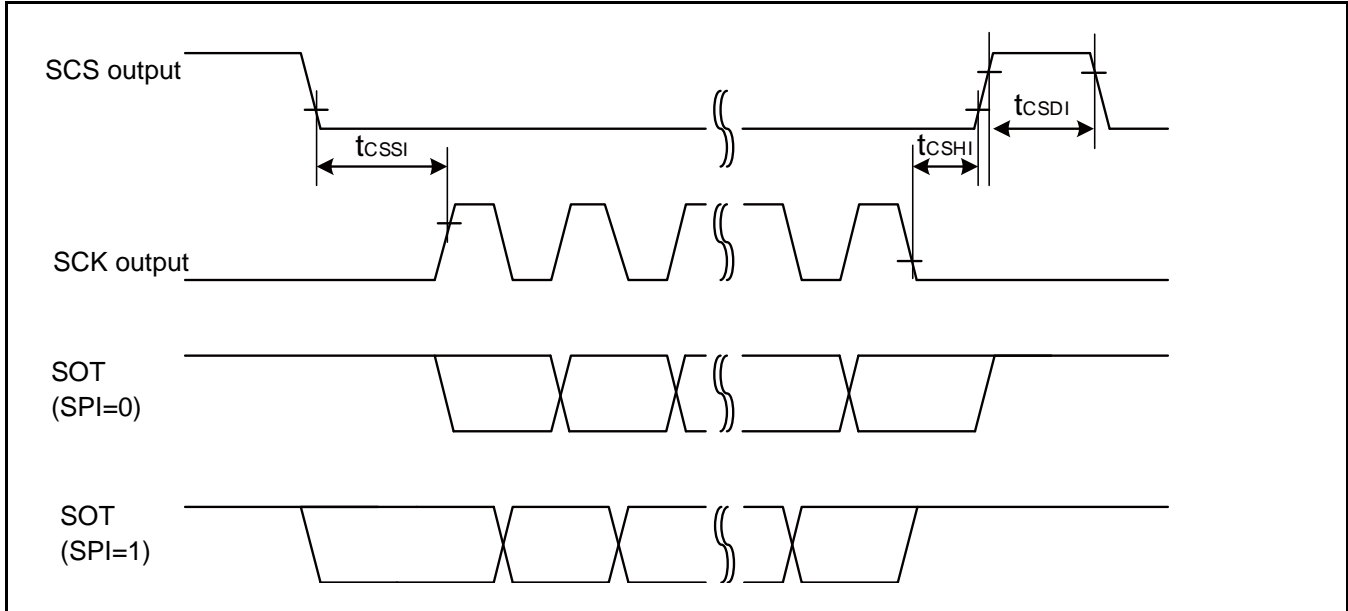 SCS output
tCSSI
tCSHI
tCSDI
SCK output
SOT
(SPI=0)
SOT
(SPI=1)